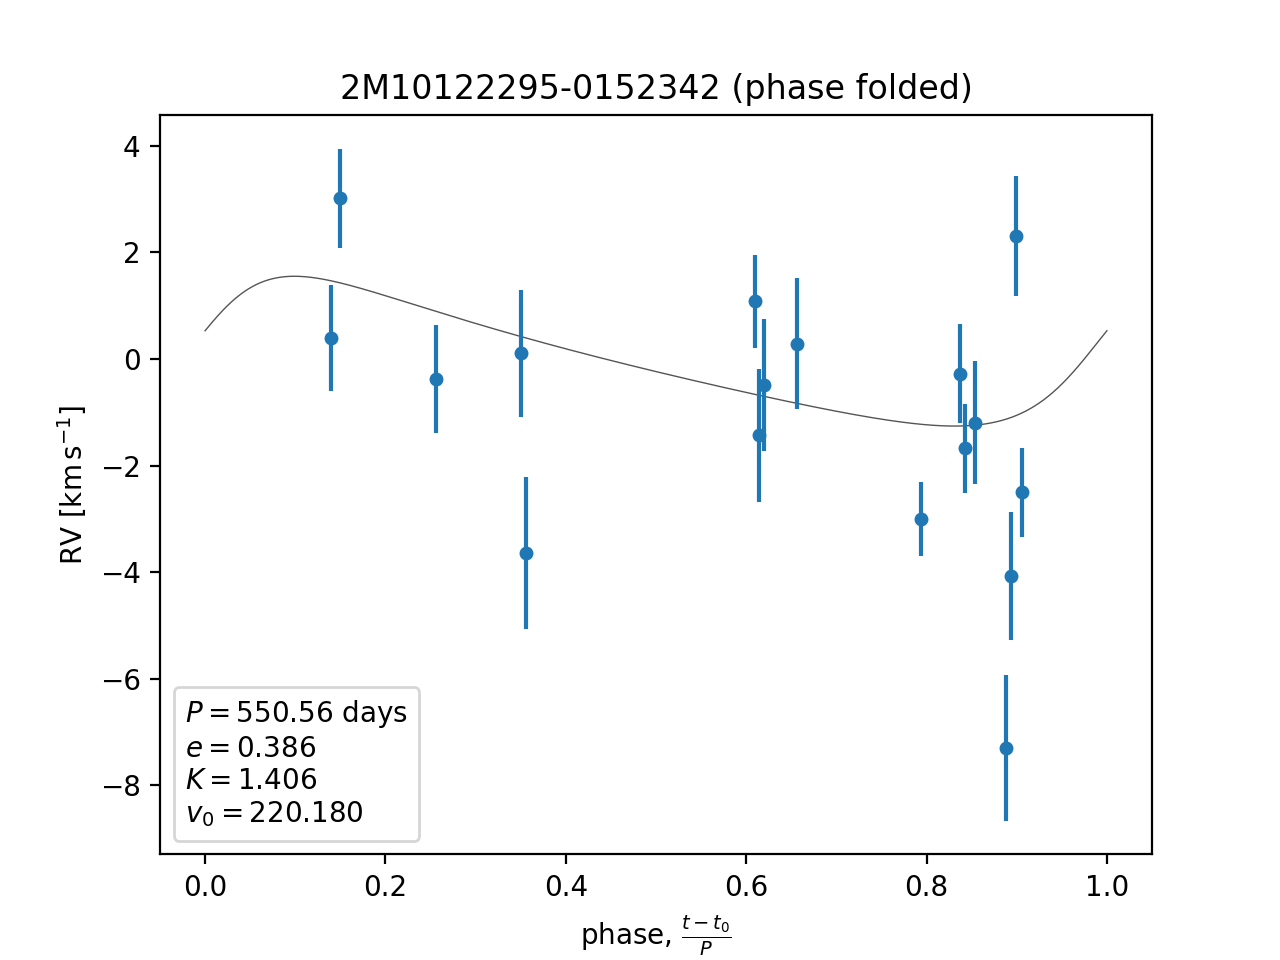 2M10122295-0152342 (phase folded)
4
2
0
−2
−4
−6
−8
RV [km s⁻¹]
P = 550.56 days
e = 0.386
K = 1.406
v₀ = 220.180
0.0 0.2 0.4 0.6 0.8 1.0
phase, (t − t₀)/P